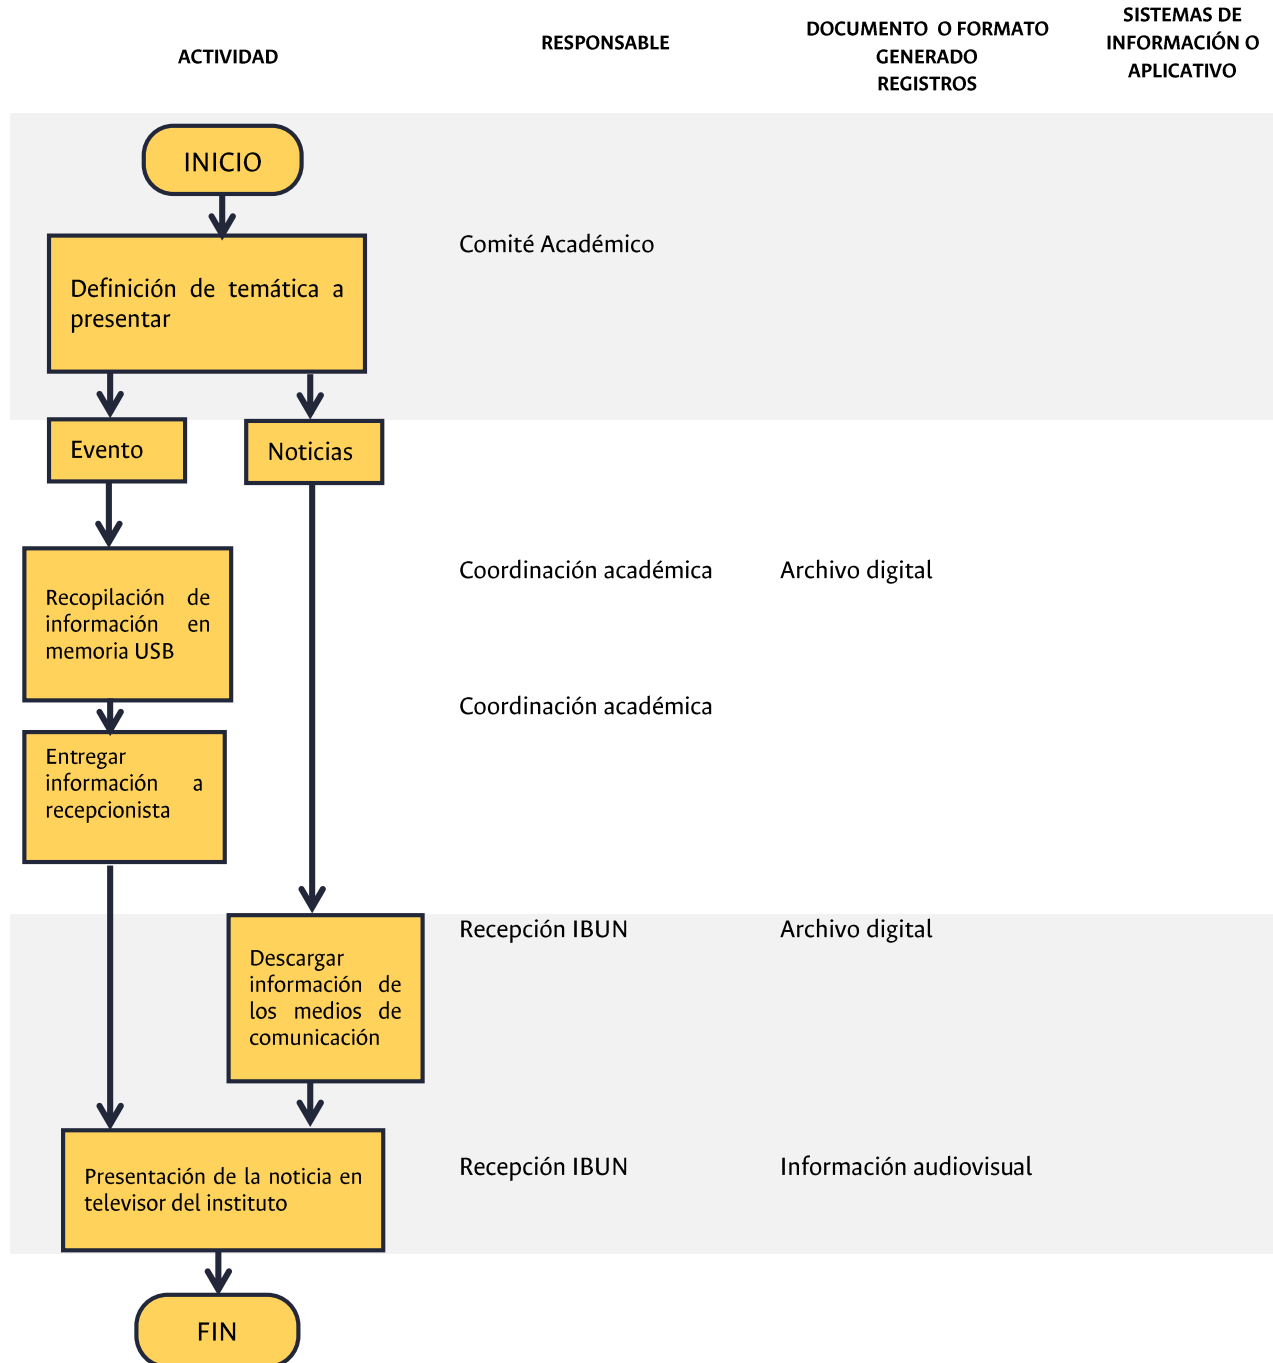 ACTIVIDAD
RESPONSABLE
DOCUMENTO O FORMATO
GENERADO
REGISTROS
SISTEMAS DE
INFORMACIÓN O
APLICATIVO
INICIO
Comité Académico
Definición de temática a
presentar
Evento
Noticias
Coordinación académica
Archivo digital
Recopilación de
información en
memoria USB
Coordinación académica
Entregar
información a
recepcionista
Recepción IBUN
Archivo digital
Descargar
información de
los medios de
comunicación
Recepción IBUN
Información audiovisual
Presentación de la noticia en
televisor del instituto
FIN